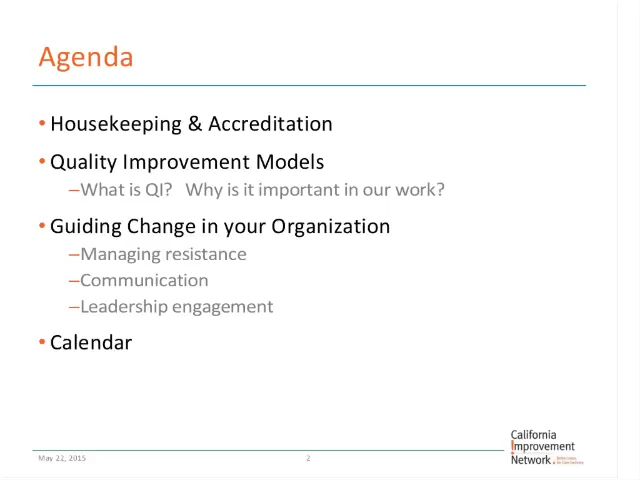 Agenda
• Housekeeping & Accreditation
• Quality Improvement Models
–What is QI? Why is it important in our work?
• Guiding Change in your Organization
–Managing resistance
–Communication
–Leadership engagement
• Calendar
May 22, 2015
2
California
Improvement
Network